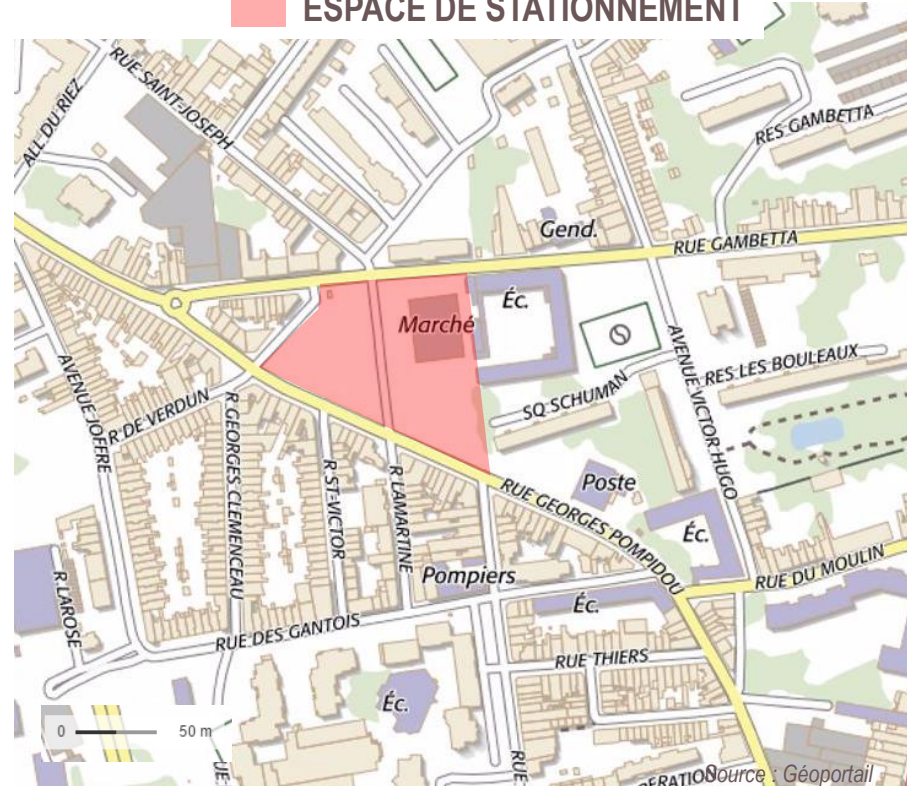 ESPACE DE STATIONNEMENT
RUE SAINT-JOSEPH
ALL. DU RIEZ
RES GAMBETTA
Gend.
RUE GAMBETTA
Éc.
Marché
AVENUE VICTOR HUGO
RES LES BOULEAUX
SQ SCHUMAN
AVENUE JOFFRE
R DE VERDUN
R GEORGES CLEMENCEAU
R ST-VICTOR
R LAMARTINE
RUE GEORGES POMPIDOU
Poste
Éc.
Pompiers
RUE DU MOULIN
Éc.
R LAROSE
RUE DES GANTOIS
RUE THIERS
Éc.
0 50 m
UE
RUE
Source : Géoportail